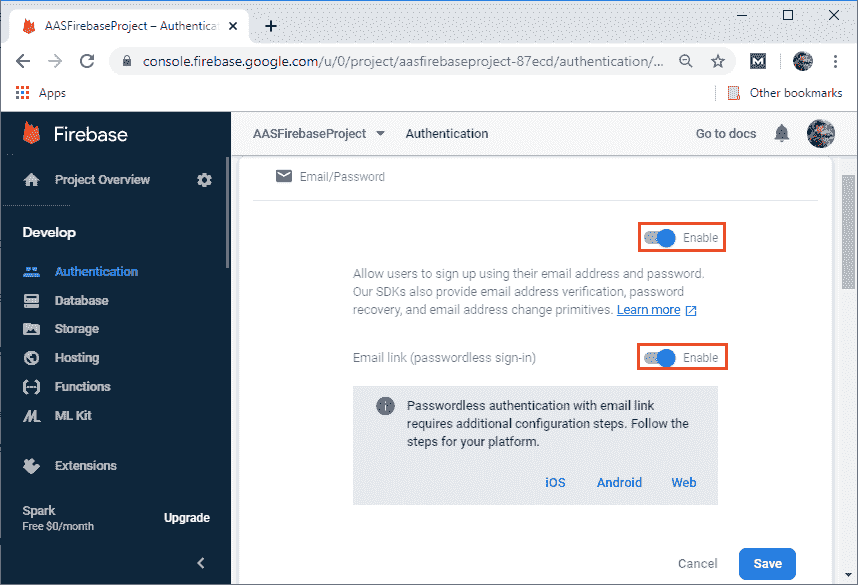 AASFirebaseProject – Authentica
console.firebase.google.com/u/0/project/aasfirebaseproject-87ecd/authentication/...
M
Apps
Other bookmarks
Firebase
AASFirebaseProject
Authentication
Go to docs
Project Overview
Email/Password
Develop
Enable
Authentication
Allow users to sign up using their email address and password.
Our SDKs also provide email address verification, password
recovery, and email address change primitives. Learn more
Database
Storage
Hosting
Email link (passwordless sign-in)
Enable
Functions
ML Kit
Passwordless authentication with email link
requires additional configuration steps. Follow the
steps for your platform.
Extensions
iOS
Android
Web
Spark
Free $0/month
Upgrade
Cancel
Save